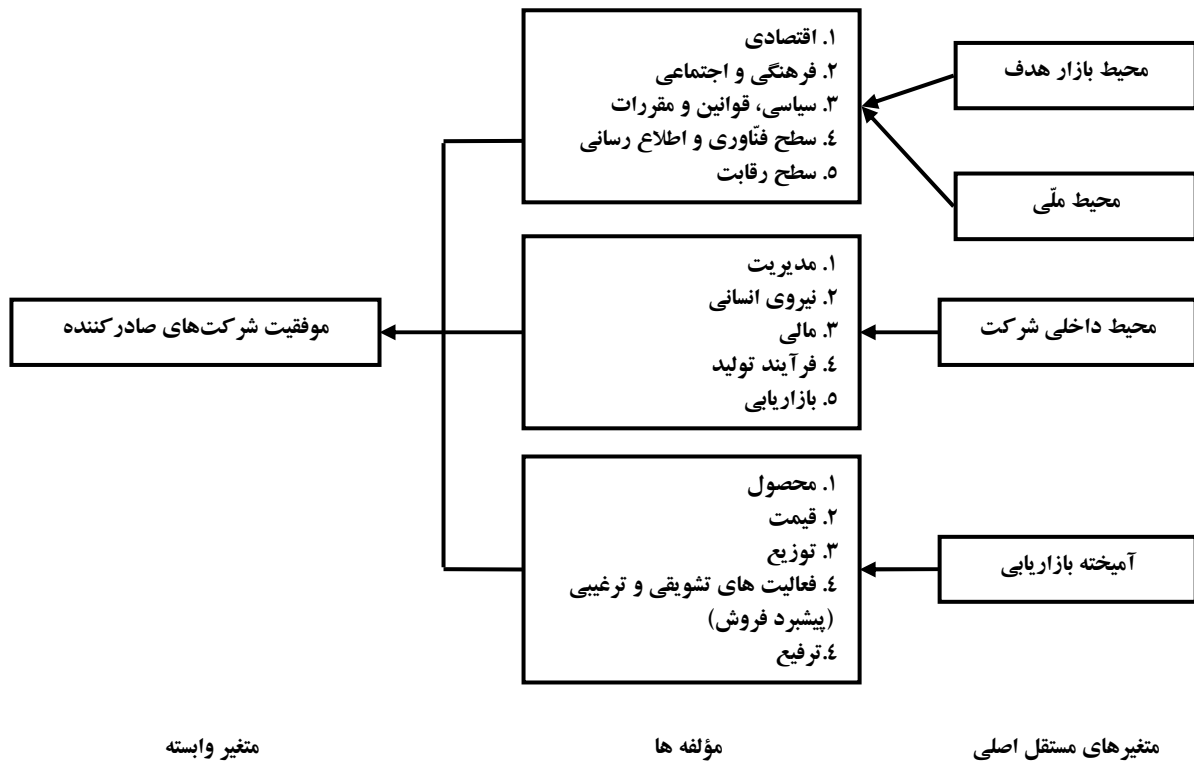 محیط بازار هدف
محیط ملّی
محیط داخلی شرکت
آمیخته بازاریابی
۱. اقتصادی
۲. فرهنگی و اجتماعی
۳. سیاسی، قوانین و مقررات
٤. سطح فنّاوری و اطلاع رسانی
٥. سطح رقابت
۱. مدیریت
۲. نیروی انسانی
۳. مالی
٤. فرآیند تولید
٥. بازاریابی
۱. محصول
۲. قیمت
۳. توزیع
٤. فعالیت های تشویقی و ترغیبی
(پیشبرد فروش)
٤.ترفیع
موفقیت شرکت‌های صادرکننده
متغیرهای مستقل اصلی
مؤلفه ها
متغیر وابسته